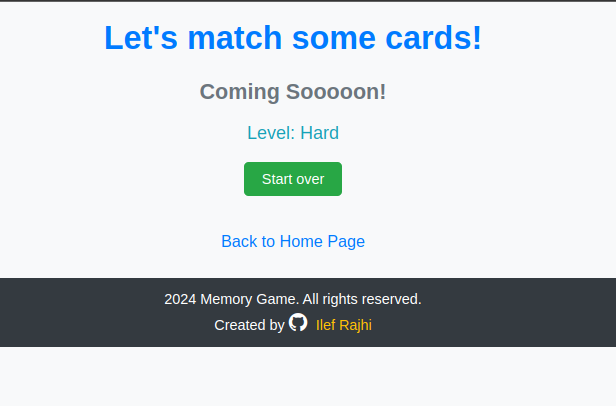 Let's match some cards!
Coming Sooooon!
Level: Hard
Start over
Back to Home Page
2024 Memory Game. All rights reserved.
Created by Ilef Rajhi